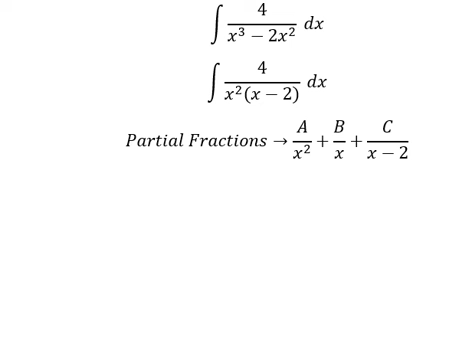 ∫ 4/(x³ − 2x²) dx
∫ 4/(x²(x − 2)) dx
Partial Fractions → A/x² + B/x + C/(x − 2)